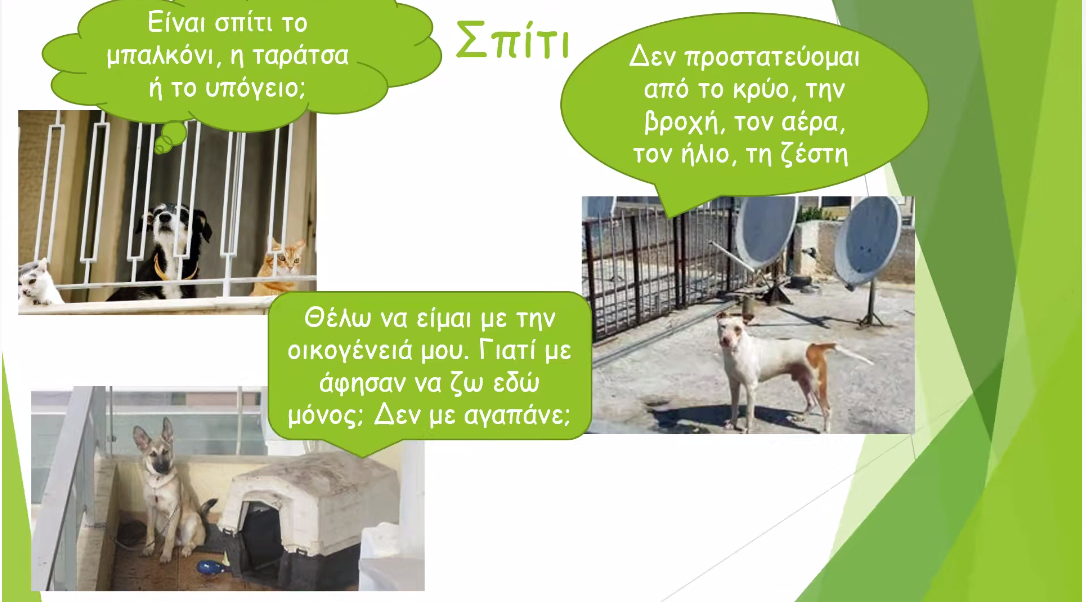 Είναι σπίτι το
μπαλκόνι, η ταράτσα
ή το υπόγειο;
Σπίτι
Δεν προστατεύομαι
από το κρύο, την
βροχή, τον αέρα,
τον ήλιο, τη ζέστη
Θέλω να είμαι με την
οικογένειά μου. Γιατί με
άφησαν να ζω εδώ
μόνος; Δεν με αγαπάνε;